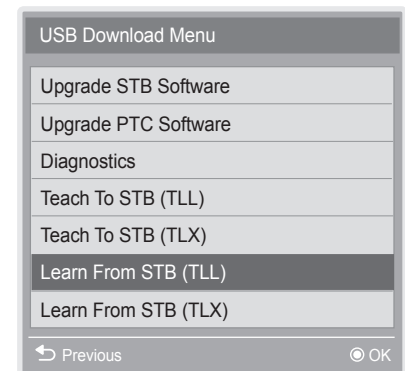 USB Download Menu
Upgrade STB Software
Upgrade PTC Software
Diagnostics
Teach To STB (TLL)
Teach To STB (TLX)
Learn From STB (TLL)
Learn From STB (TLX)
Previous OK